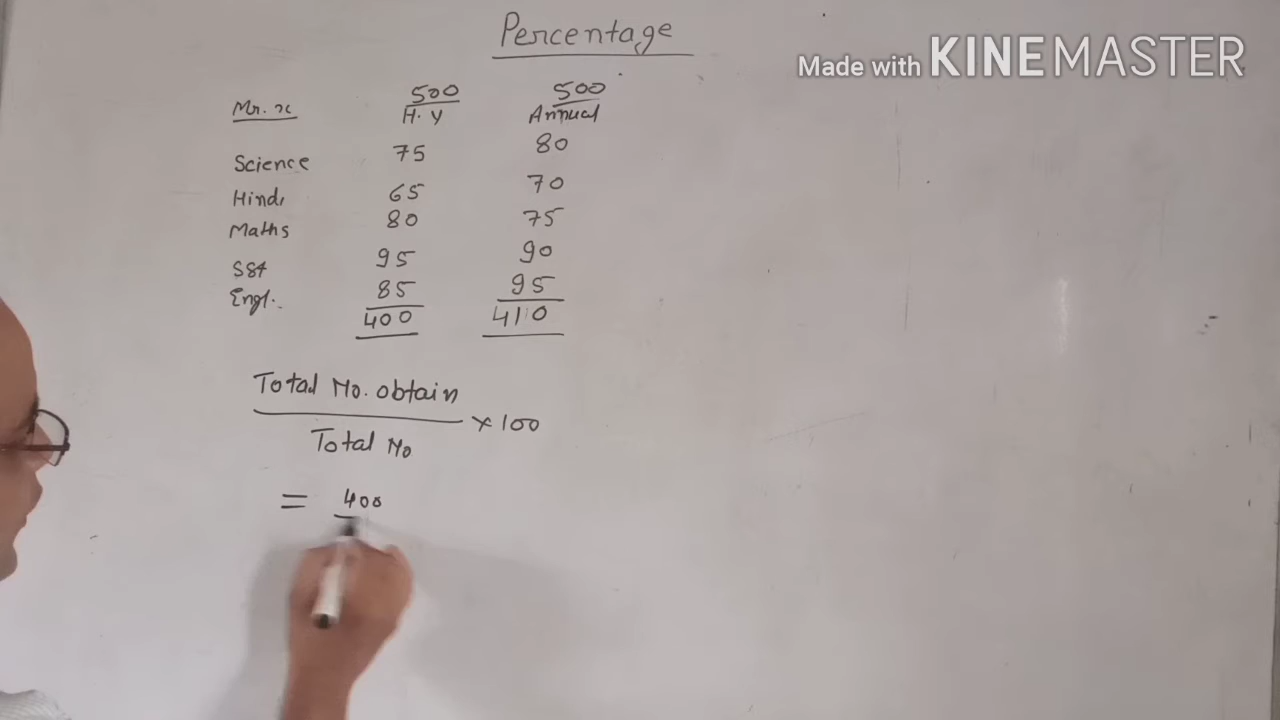 Percentage
Made with KINEMASTER
500 500
Mr. x H. Y Annual
Science 75 80
Hindi 65 70
Maths 80 75
SSt 95 90
Engl. 85 95
400 410
Total No. obtain
× 100
Total No
= 400